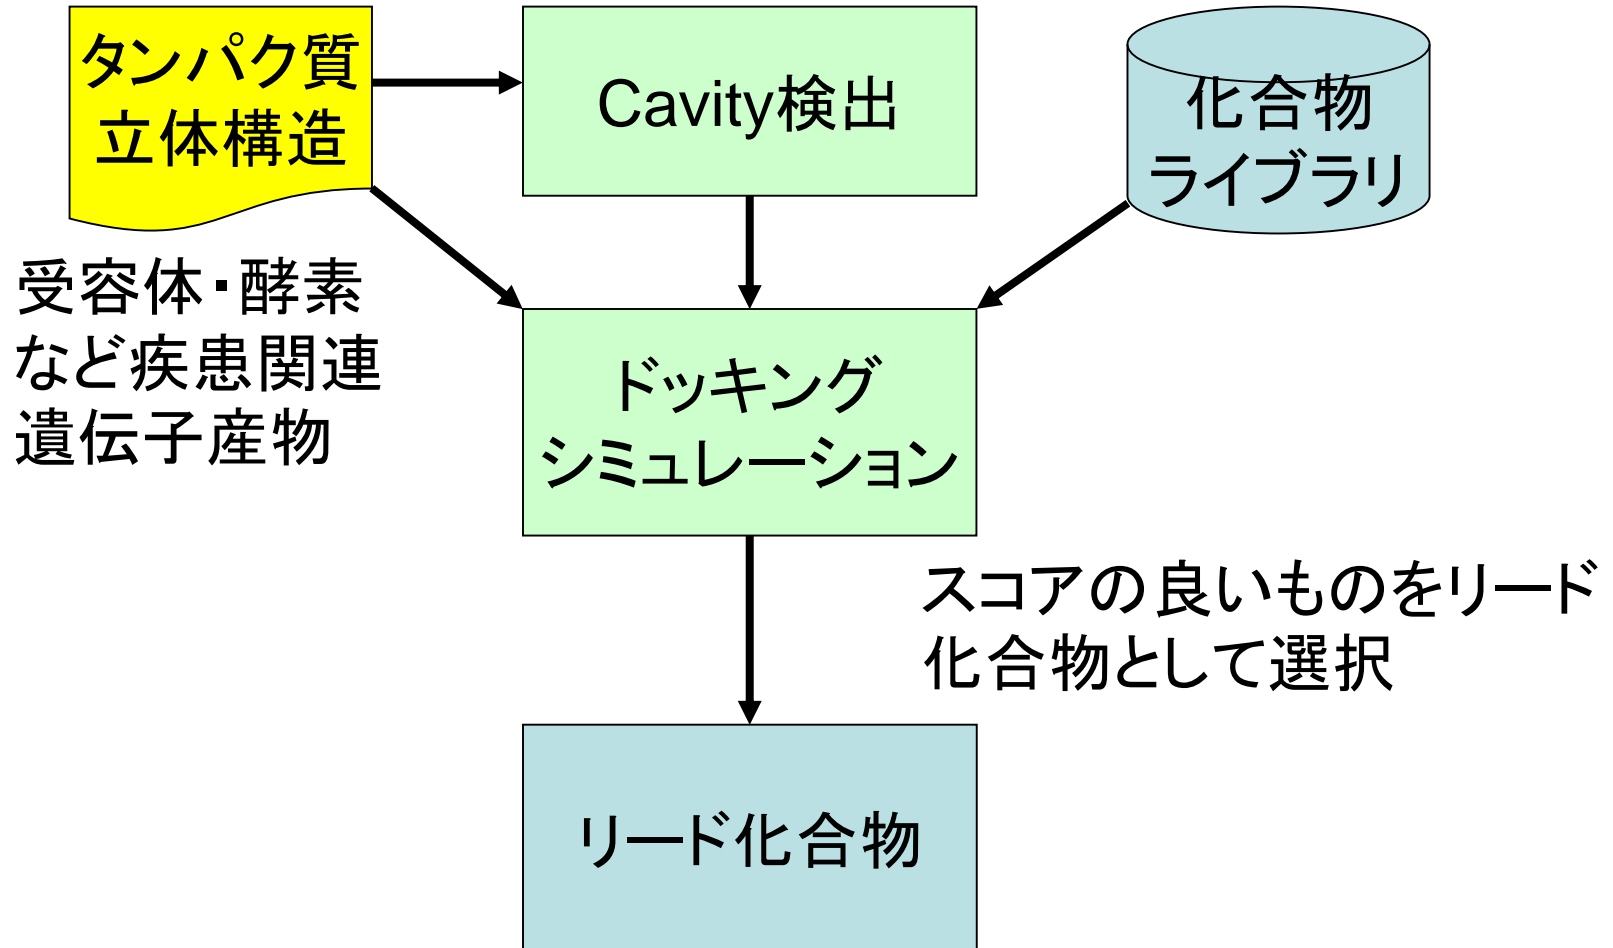 タンパク質
立体構造
Cavity検出
化合物
ライブラリ
受容体・酵素
など疾患関連
遺伝子産物
ドッキング
シミュレーション
スコアの良いものをリード
化合物として選択
リード化合物